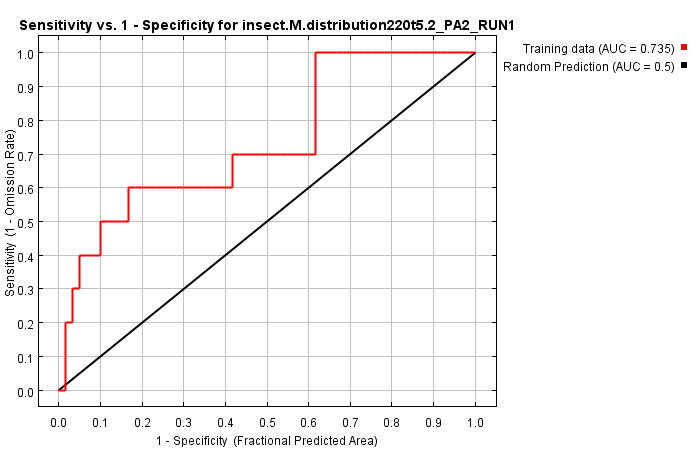 Sensitivity vs. 1 - Specificity for insect.M.distribution220t5.2_PA2_RUN1
Training data (AUC = 0.735)
Random Prediction (AUC = 0.5)
Sensitivity (1 - Omission Rate)
1.0
0.9
0.8
0.7
0.6
0.5
0.4
0.3
0.2
0.1
0.0
0.0 0.1 0.2 0.3 0.4 0.5 0.6 0.7 0.8 0.9 1.0
1 - Specificity (Fractional Predicted Area)